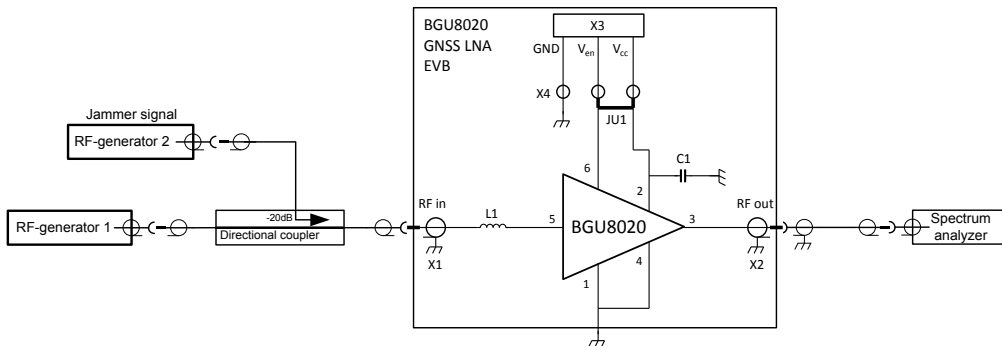 BGU8020
GNSS LNA
EVB
X3
GND
Ven
Vcc
X4
JU1
Jammer signal
RF-generator 2
C1
6
2
-20dB
RF in
L1
RF out
RF-generator 1
5
BGU8020
3
Spectrum
analyzer
Directional coupler
X1
1
4
X2